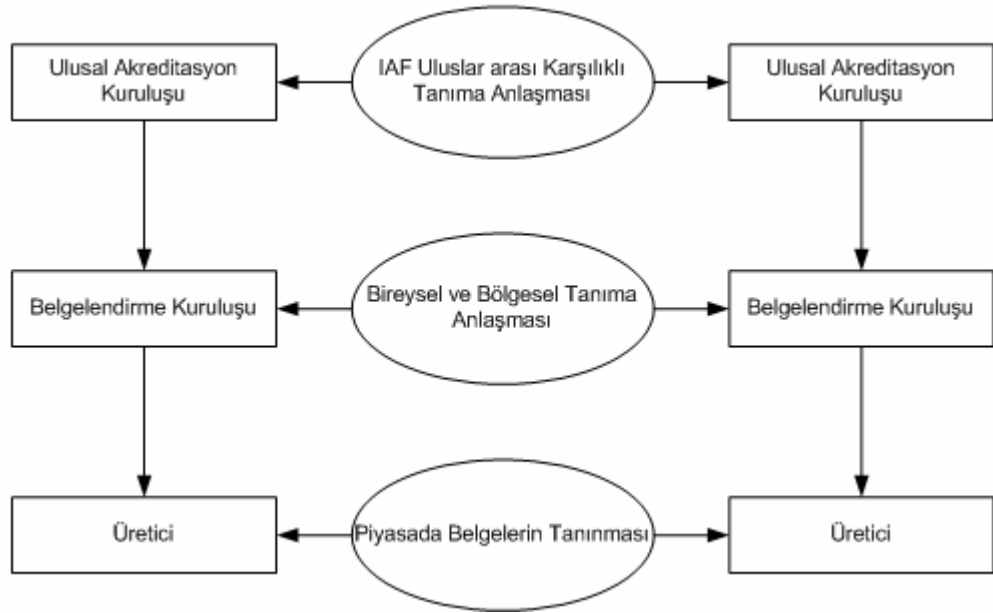 Ulusal Akreditasyon
Kuruluşu
IAF Uluslar arası Karşılıklı
Tanıma Anlaşması
Ulusal Akreditasyon
Kuruluşu
Belgelendirme Kuruluşu
Bireysel ve Bölgesel Tanıma
Anlaşması
Belgelendirme Kuruluşu
Üretici
Piyasada Belgelerin Tanınması
Üretici